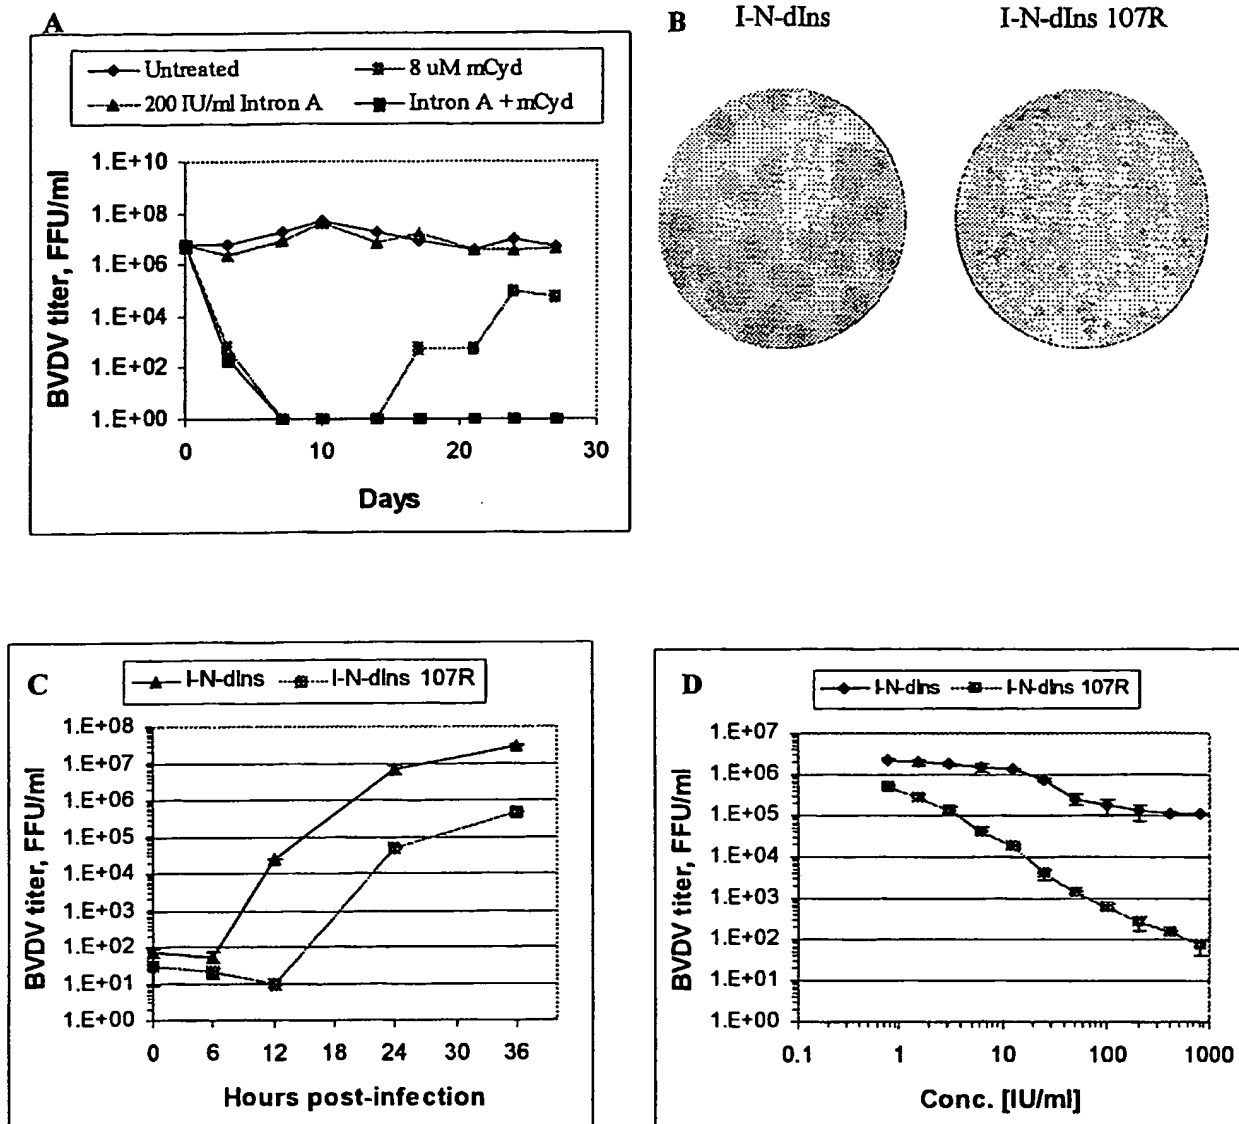 A
Untreated
8 uM mCyd
200 IU/ml Intron A
Intron A + mCyd
BVDV titer, FFU/ml
1.E+10
1.E+08
1.E+06
1.E+04
1.E+02
1.E+00
0 10 20 30
Days
B
I-N-dIns
I-N-dIns 107R
C
I-N-dIns
I-N-dIns 107R
BVDV titer, FFU/ml
1.E+08
1.E+07
1.E+06
1.E+05
1.E+04
1.E+03
1.E+02
1.E+01
1.E+00
0 6 12 24 30 36
Hours post-infection
D
I-N-dIns
I-N-dIns 107R
BVDV titer, FFU/ml
1.E+07
1.E+06
1.E+05
1.E+04
1.E+03
1.E+02
1.E+01
1.E+00
0.1 1 10 100 1000
Conc. [IU/ml]